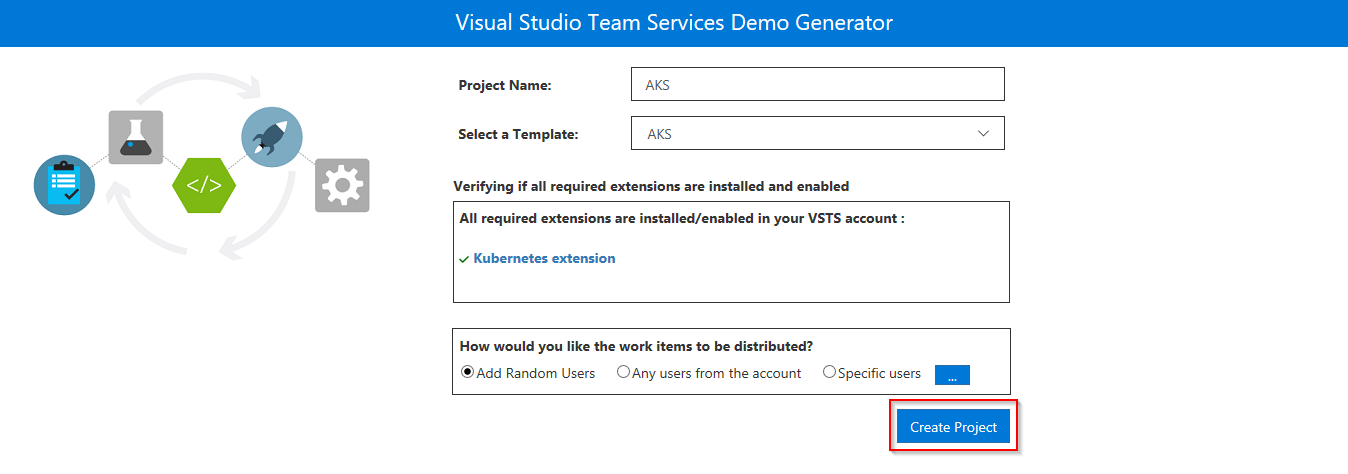 Visual Studio Team Services Demo Generator
Project Name:
AKS
Select a Template:
AKS
</>
Verifying if all required extensions are installed and enabled
All required extensions are installed/enabled in your VSTS account :
Kubernetes extension
How would you like the work items to be distributed?
Add Random Users Any users from the account Specific users ...
Create Project